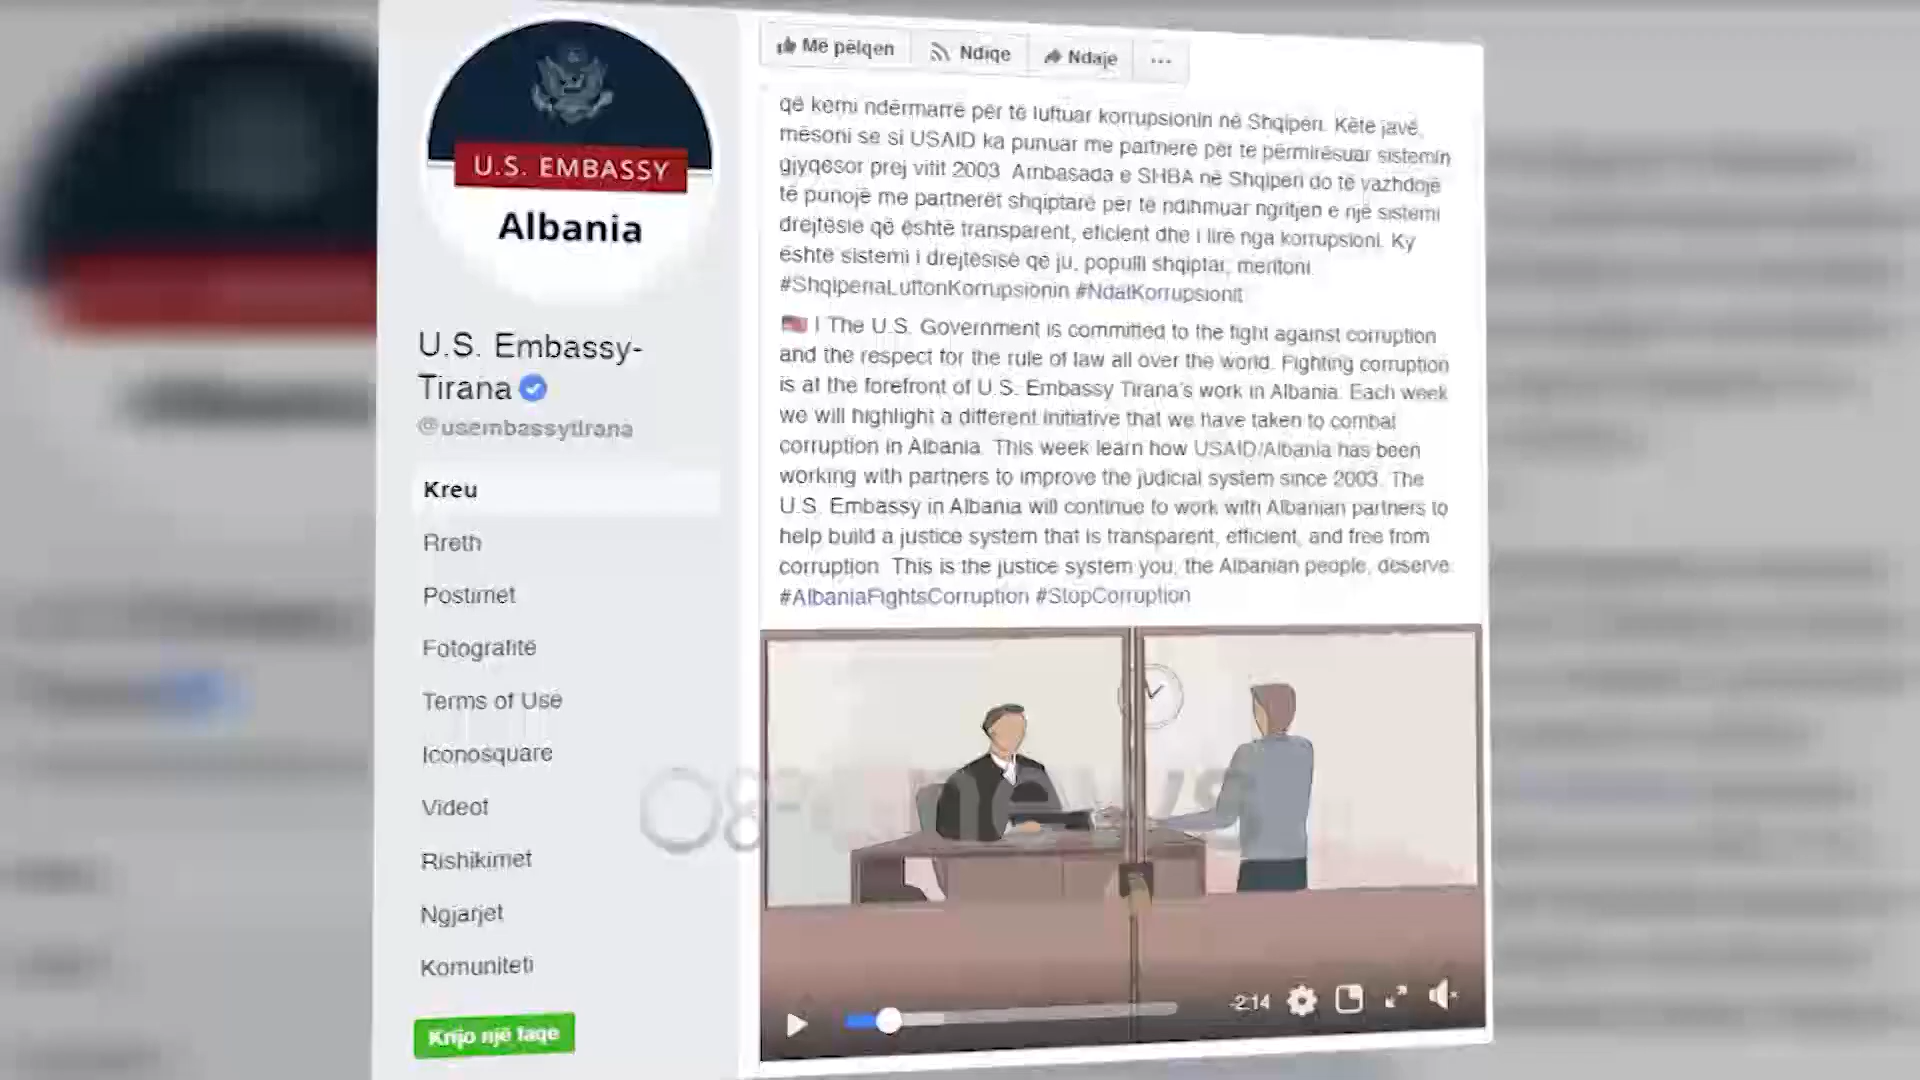 U.S. EMBASSY
Albania
U.S. Embassy-
Tirana
@usembassytirana
Kreu
Rreth
Postimet
Fotografitë
Terms of Use
Iconosquare
Videot
Rishikimet
Ngjarjet
Komuniteti
Krijo një faqe
Më pëlqen
Ndiqe
Ndaje
...
që kemi ndërmarrë për të luftuar korrupsionin në Shqipëri. Këtë javë,
mësoni se si USAID ka punuar me partnerë për të përmirësuar sistemin
gjyqësor prej vitit 2003. Ambasada e SHBA në Shqipëri do të vazhdojë
të punojë me partnerët shqiptarë për të ndihmuar ngritjen e një sistemi
drejtësie që është transparent, eficient dhe i lirë nga korrupsioni. Ky
është sistemi i drejtësisë që ju, populli shqiptar, meritoni.
#ShqiperiaLuftonKorrupsionin #NdalKorrupsionit
| The U.S. Government is committed to the fight against corruption
and the respect for the rule of law all over the world. Fighting corruption
is at the forefront of U.S. Embassy Tirana's work in Albania. Each week
we will highlight a different initiative that we have taken to combat
corruption in Albania. This week learn how USAID/Albania has been
working with partners to improve the judicial system since 2003. The
U.S. Embassy in Albania will continue to work with Albanian partners to
help build a justice system that is transparent, efficient, and free from
corruption. This is the justice system you, the Albanian people, deserve.
#AlbaniaFightsCorruption #StopCorruption
news
-2:14